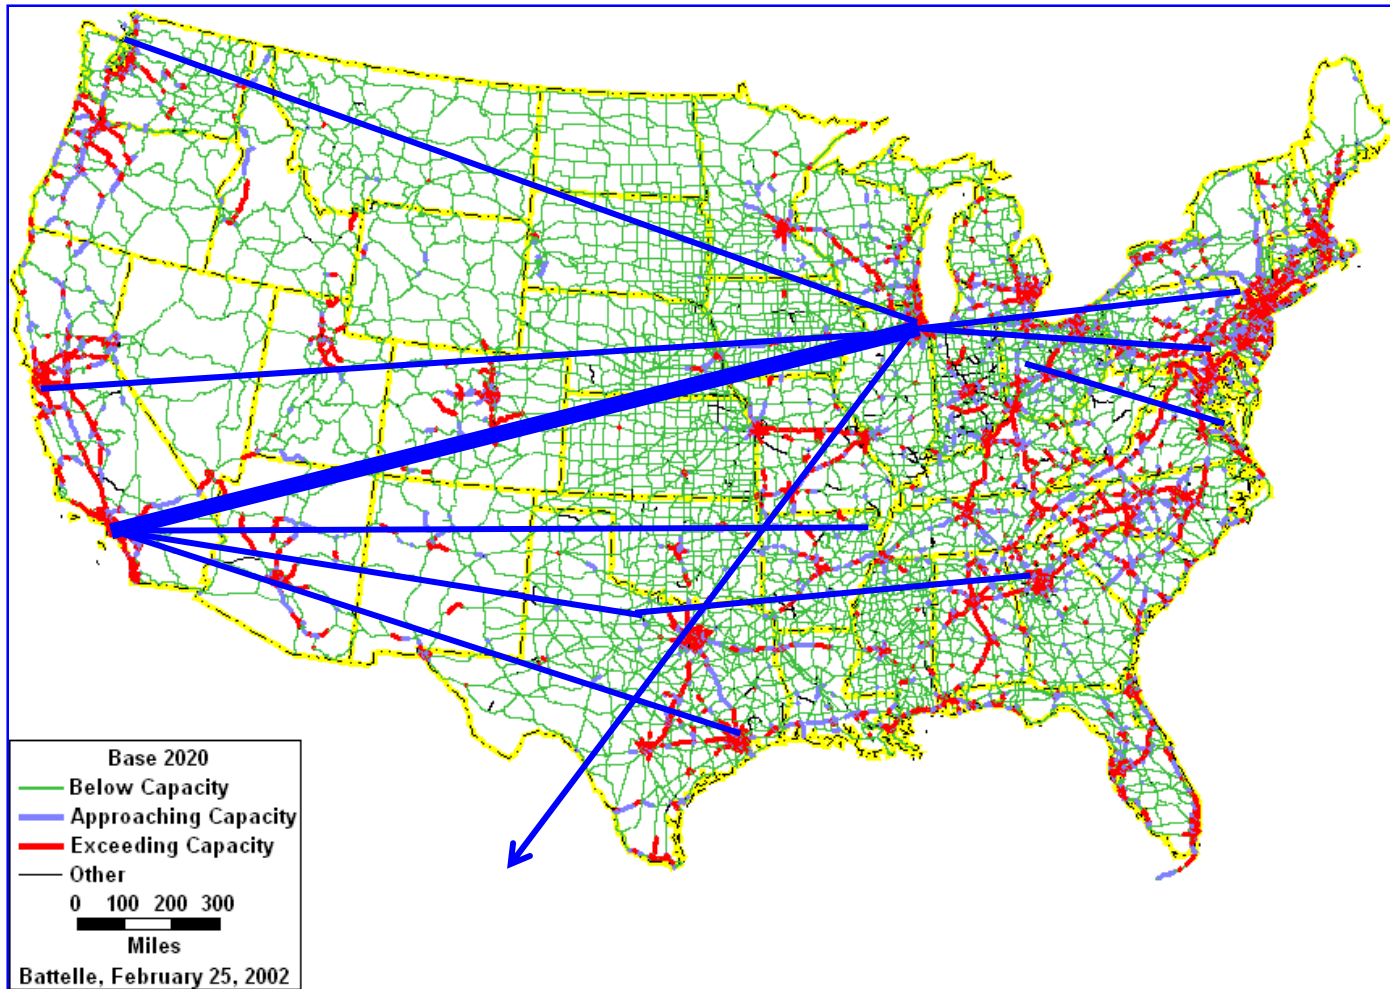 Base 2020
Below Capacity
Approaching Capacity
Exceeding Capacity
Other
0 100 200 300
Miles
Battelle, February 25, 2002